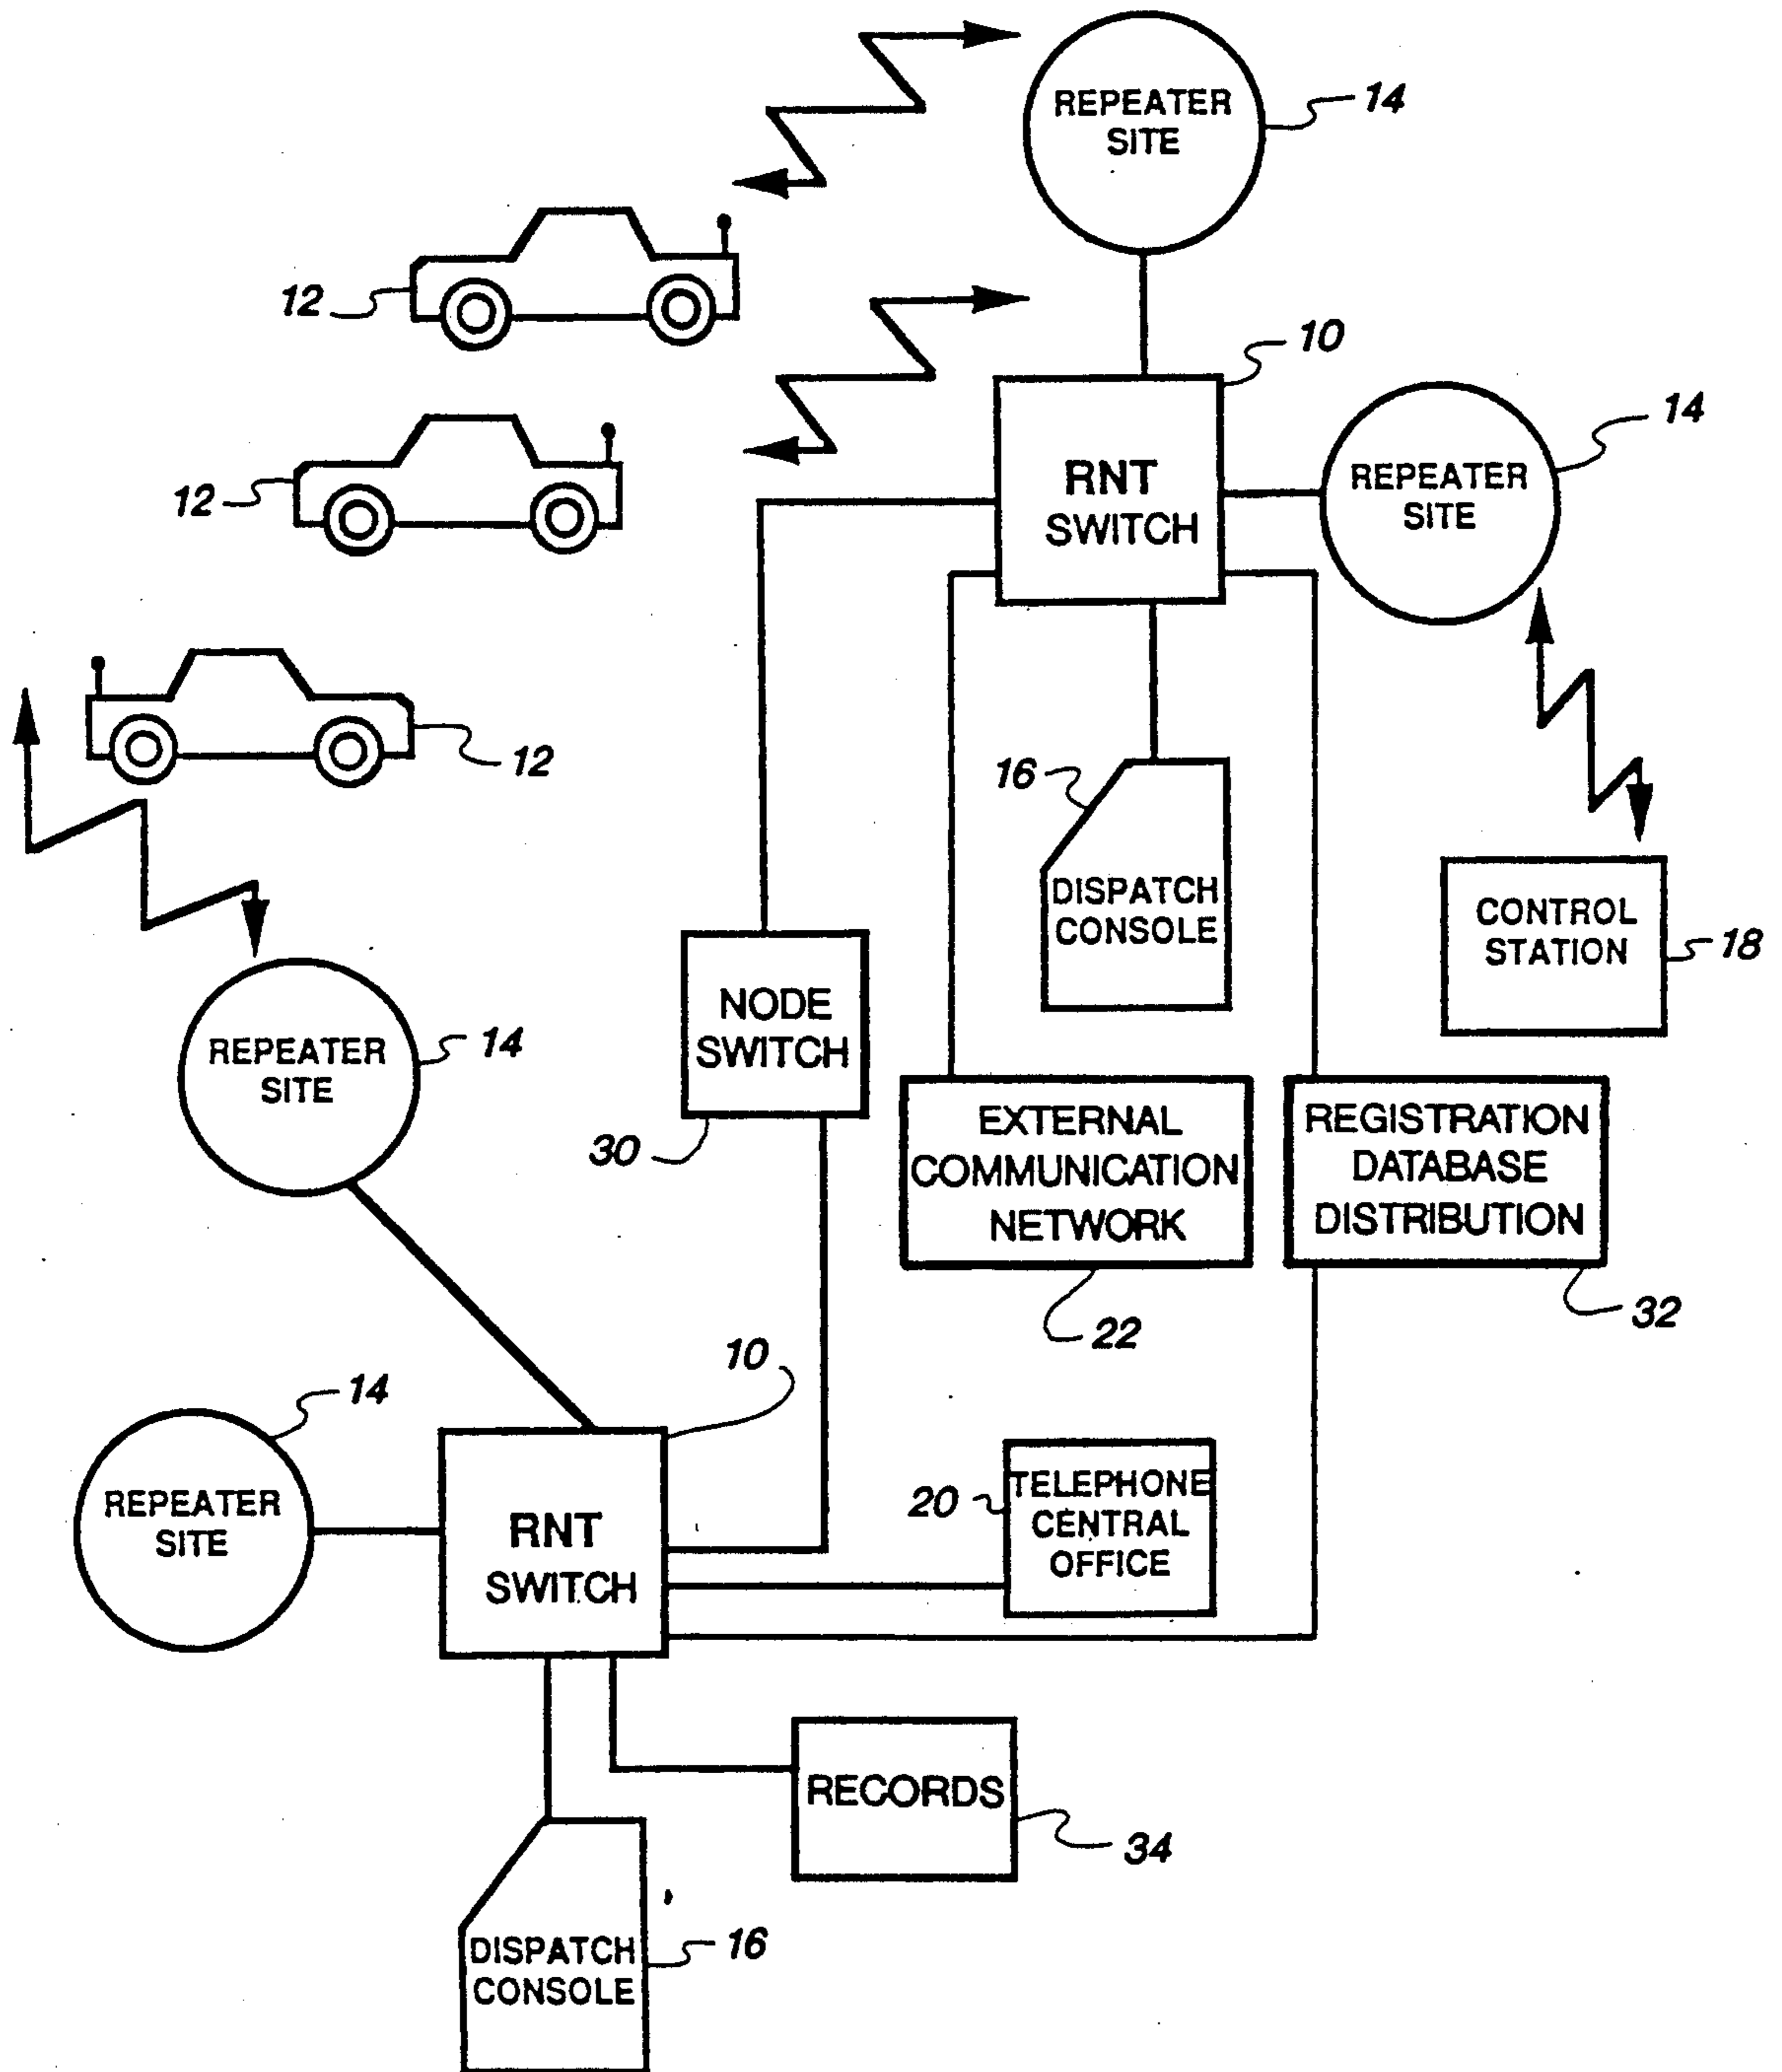 REPEATER
SITE
14
12
10
RNT
SWITCH
REPEATER
SITE
14
12
12
16
DISPATCH
CONSOLE
CONTROL
STATION
18
NODE
SWITCH
30
REPEATER
SITE
14
EXTERNAL
COMMUNICATION
NETWORK
22
REGISTRATION
DATABASE
DISTRIBUTION
32
10
14
REPEATER
SITE
RNT
SWITCH
20
TELEPHONE
CENTRAL
OFFICE
RECORDS
34
DISPATCH
CONSOLE
16